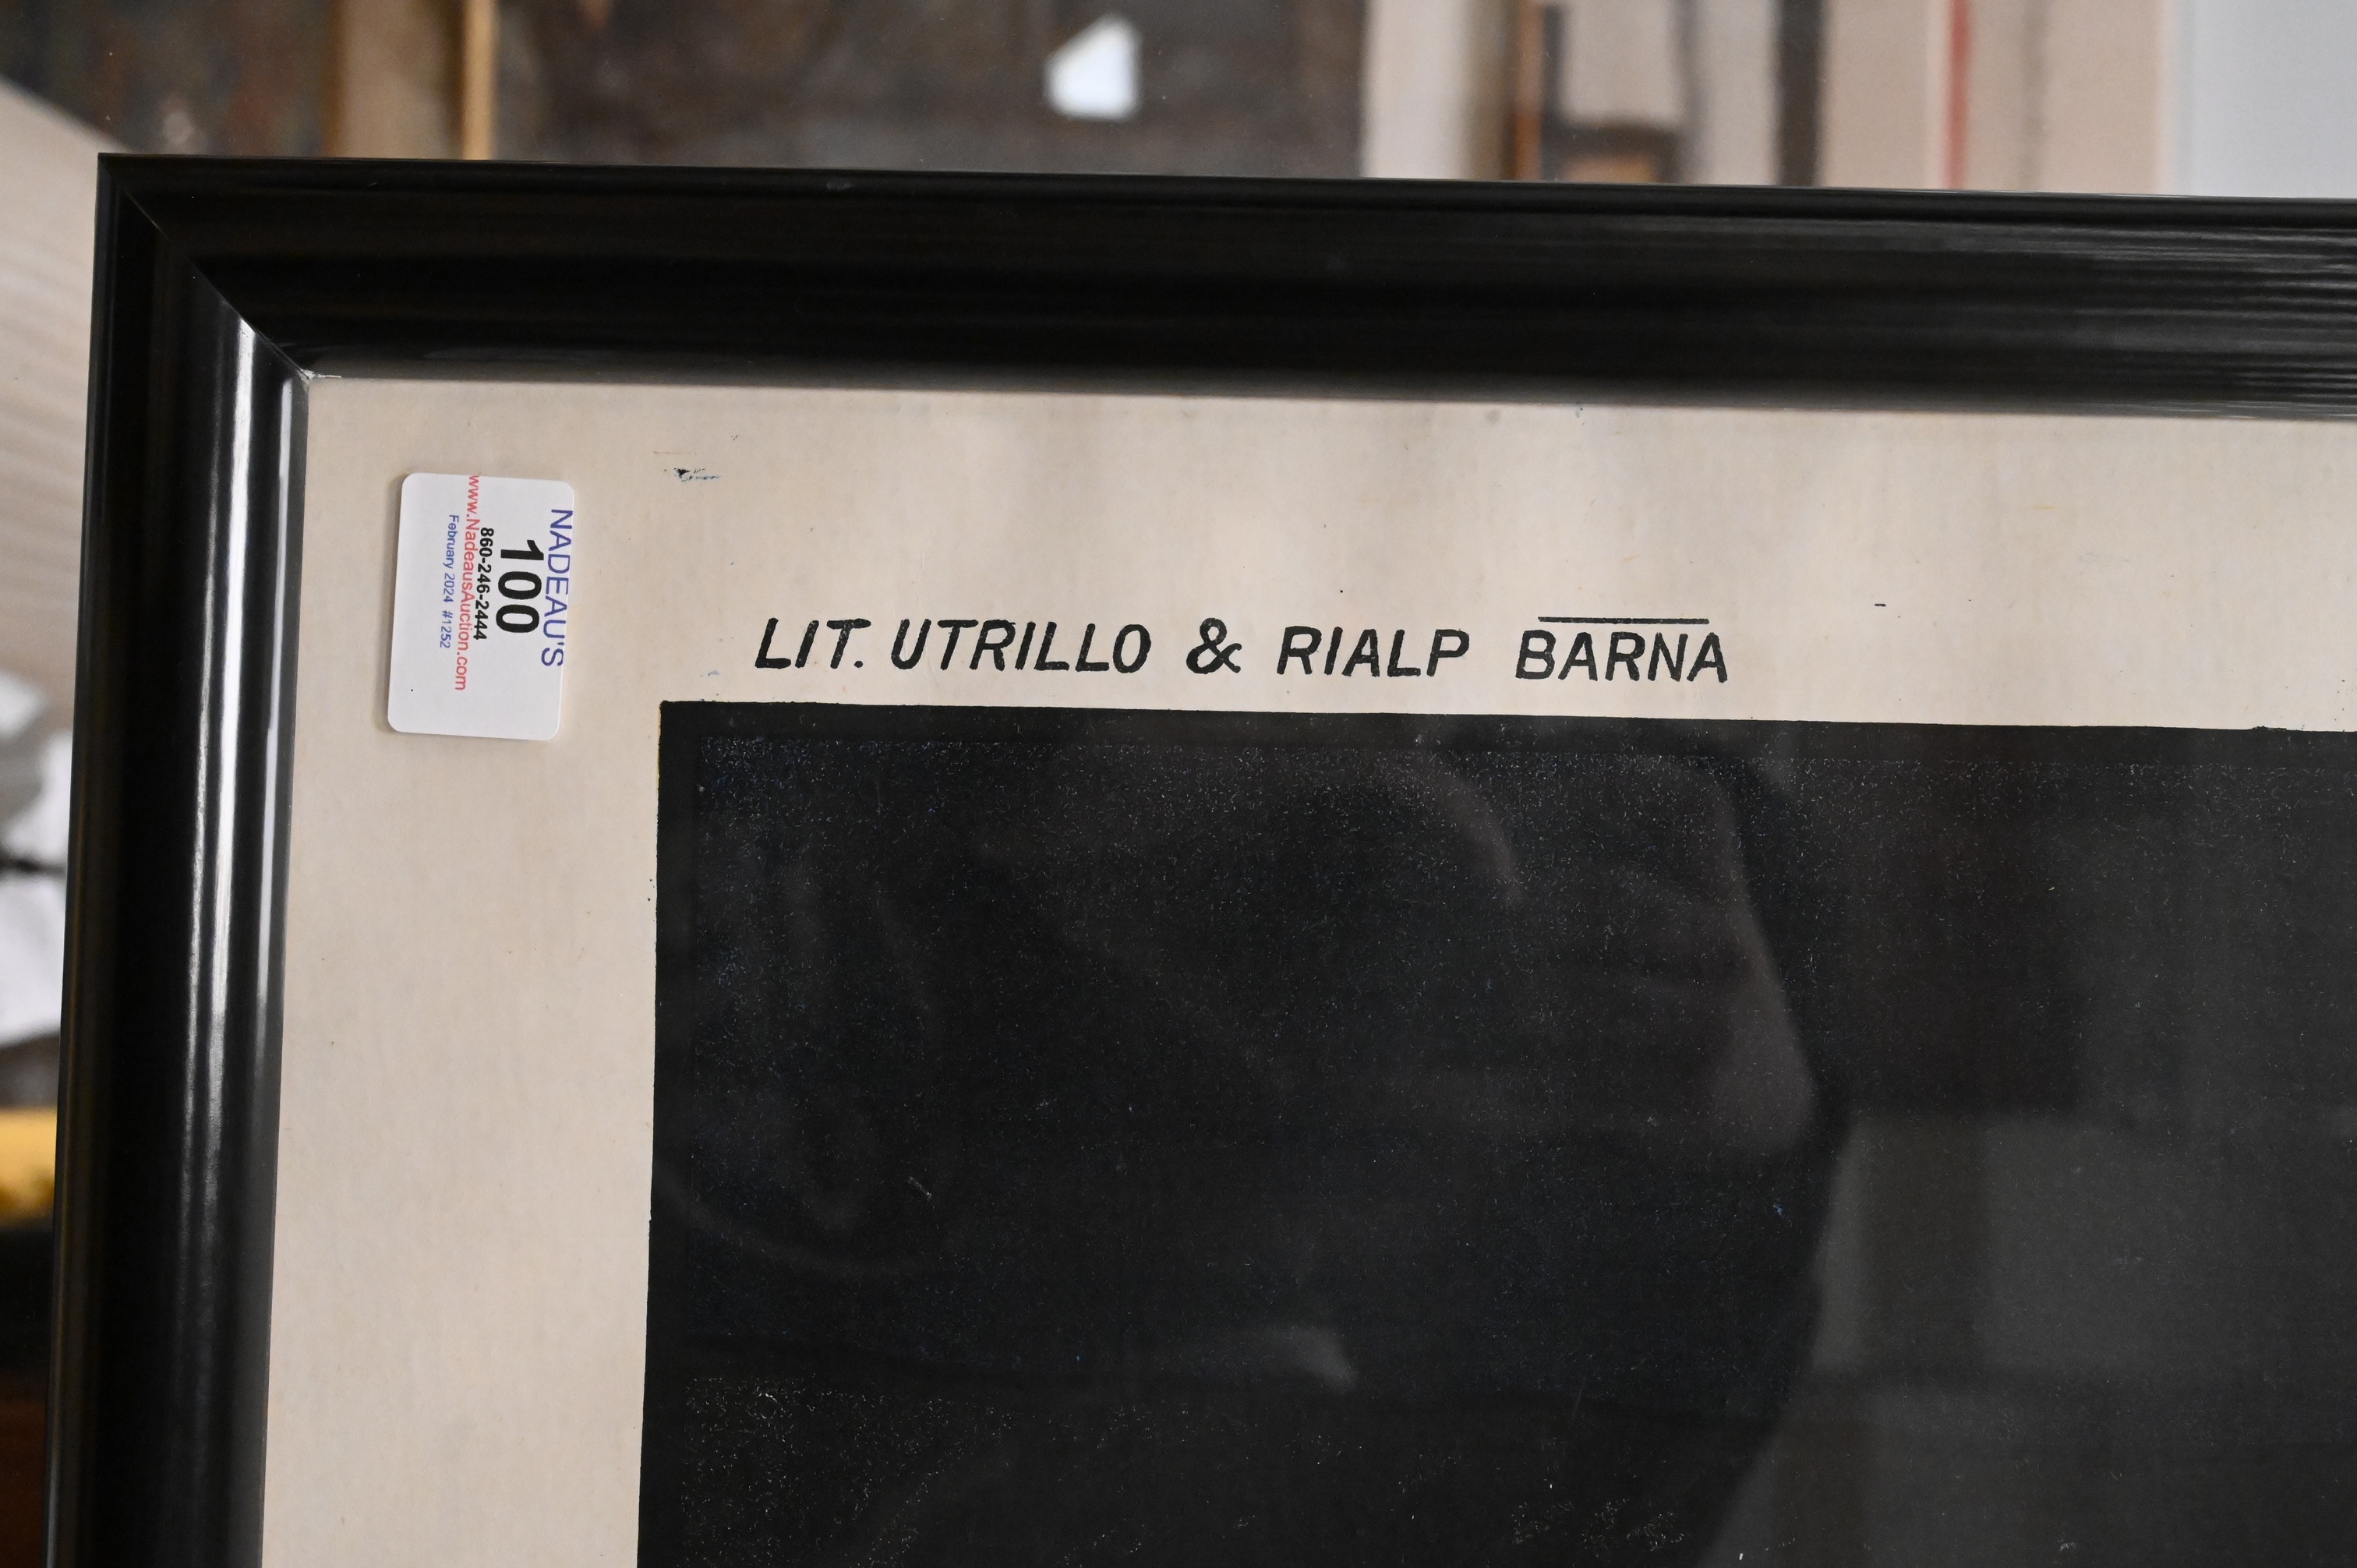 NADEAU'S
100
860-246-2444
www.NadeausAuction.com
February 2024 #1252
LIT. UTRILLO & RIALP BARNA